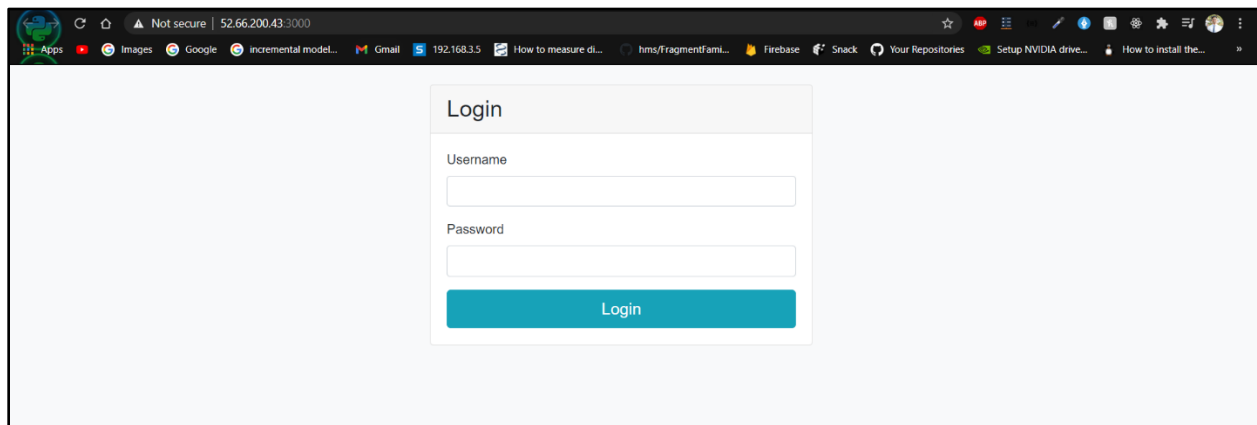 Not secure | 52.66.200.43:3000
Apps Images Google incremental model... Gmail S 192.168.3.5 How to measure di... hms/FragmentFami... Firebase Snack Your Repositories Setup NVIDIA drive... How to install the... »
ABP
Login
Username
Password
Login